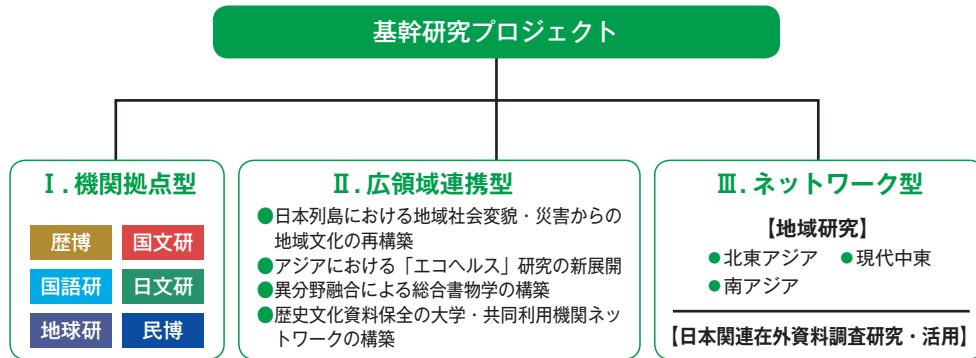 基幹研究プロジェクト
Ⅰ. 機関拠点型
歴博
国文研
国語研
日文研
地球研
民博
Ⅱ. 広領域連携型
●日本列島における地域社会変貌・災害からの
地域文化の再構築
●アジアにおける「エコヘルス」研究の新展開
●異分野融合による総合書物学の構築
●歴史文化資料保全の大学・共同利用機関ネッ
トワークの構築
Ⅲ. ネットワーク型
【地域研究】
●北東アジア ●現代中東
●南アジア
【日本関連在外資料調査研究・活用】